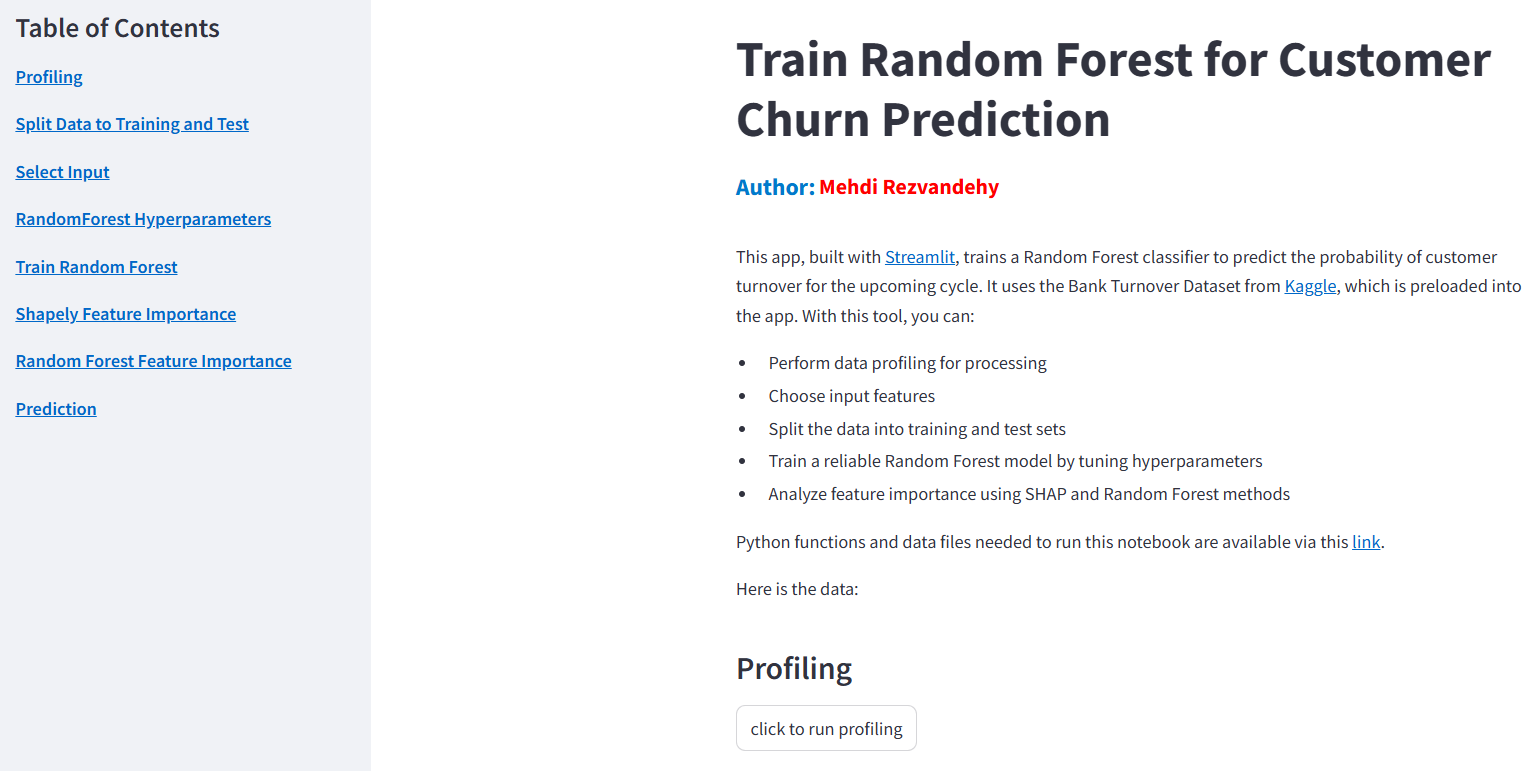 Table of Contents
Profiling
Split Data to Training and Test
Select Input
RandomForest Hyperparameters
Train Random Forest
Shapely Feature Importance
Random Forest Feature Importance
Prediction
Train Random Forest for Customer
Churn Prediction
Author: Mehdi Rezvandehy
This app, built with Streamlit, trains a Random Forest classifier to predict the probability of customer
turnover for the upcoming cycle. It uses the Bank Turnover Dataset from Kaggle, which is preloaded into
the app. With this tool, you can:
• Perform data profiling for processing
• Choose input features
• Split the data into training and test sets
• Train a reliable Random Forest model by tuning hyperparameters
• Analyze feature importance using SHAP and Random Forest methods
Python functions and data files needed to run this notebook are available via this link.
Here is the data:
Profiling
click to run profiling